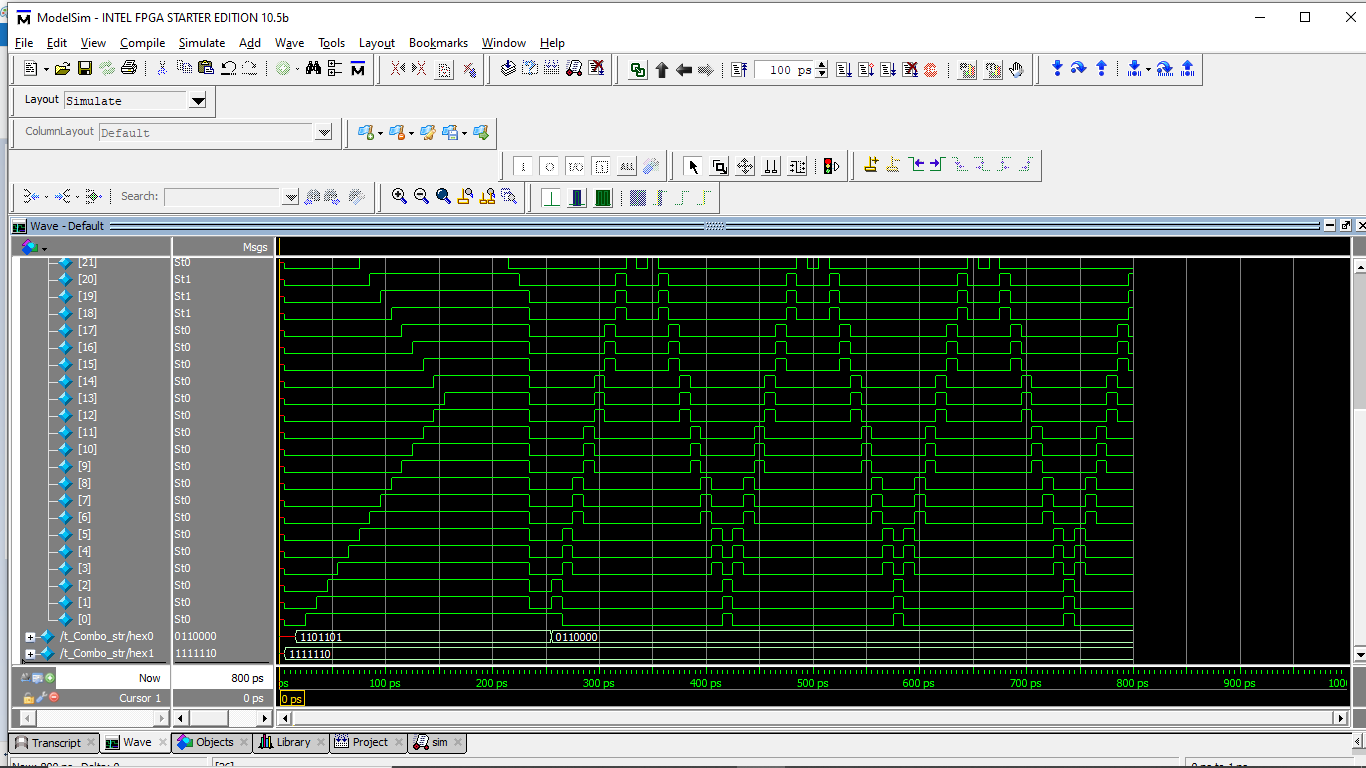 ModelSim - INTEL FPGA STARTER EDITION 10.5b
File Edit View Compile Simulate Add Wave Tools Layout Bookmarks Window Help
100 ps
Layout Simulate
ColumnLayout Default
ALL
Search:
Wave - Default
Msgs
[21] St0
[20] St1
[19] St1
[18] St1
[17] St0
[16] St0
[15] St0
[14] St0
[13] St0
[12] St0
[11] St0
[10] St0
[9] St0
[8] St0
[7] St0
[6] St0
[5] St0
[4] St0
[3] St0
[2] St0
[1] St0
[0] St0
/t_Combo_str/hex0 0110000 1101101 0110000
/t_Combo_str/hex1 1111110 1111110
Now 800 ps ps 100 ps 200 ps 300 ps 400 ps 500 ps 600 ps 700 ps 800 ps 900 ps 1000
Cursor 1 0 ps 0 ps
Transcript Wave Objects Library Project sim